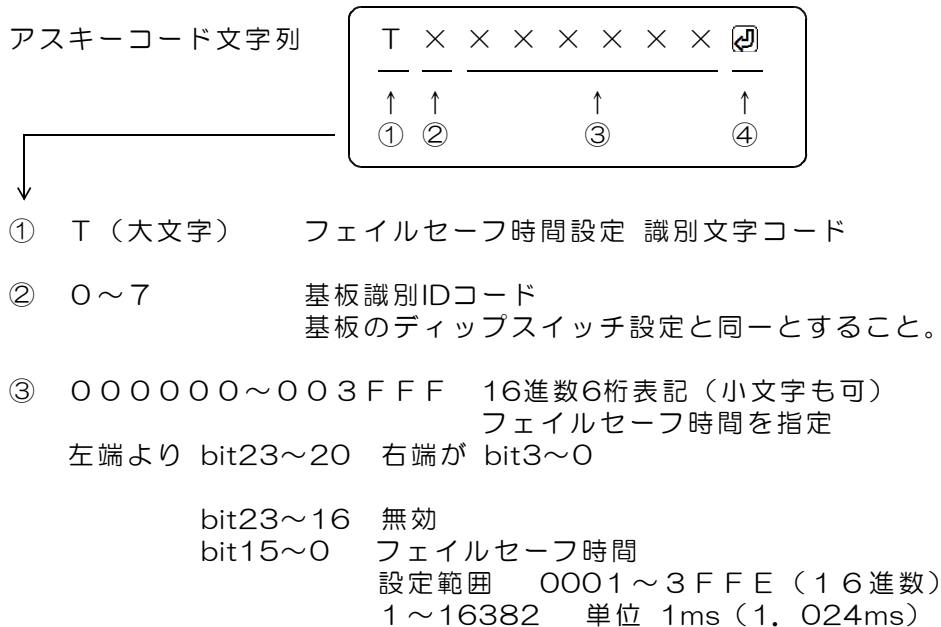 アスキーコード文字列 T × × × × × × × ⏎
↑ ↑ ↑ ↑
① ② ③ ④
① T(大文字) フェイルセーフ時間設定 識別文字コード
② 0~7 基板識別IDコード
基板のディップスイッチ設定と同一とすること。
③ 000000~003FFF 16進数6桁表記(小文字も可)
フェイルセーフ時間を指定
左端より bit23~20 右端が bit3~0
bit23~16 無効
bit15~0 フェイルセーフ時間
設定範囲 0001~3FFE(16進数)
1~16382 単位 1ms(1.024ms)